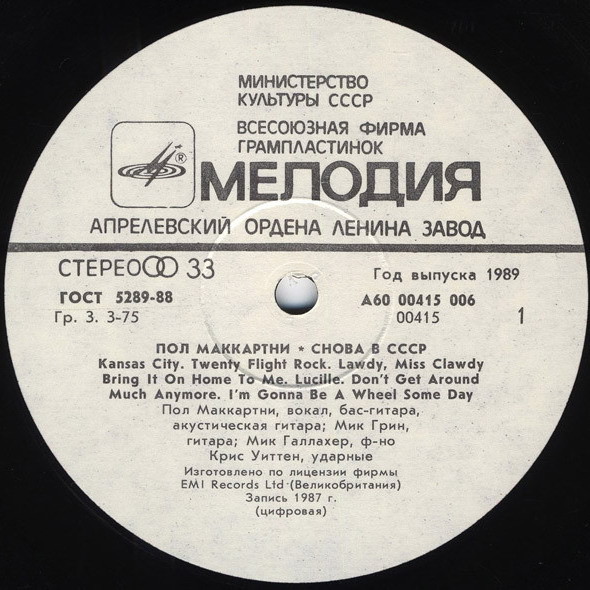 МИНИСТЕРСТВО
КУЛЬТУРЫ СССР
ВСЕСОЮЗНАЯ ФИРМА
ГРАМПЛАСТИНОК
® МЕЛОДИЯ
АПРЕЛЕВСКИЙ ОРДЕНА ЛЕНИНА ЗАВОД
СТЕРЕО 33
Год выпуска 1989
ГОСТ 5289-88
А60 00415 006
Гр. 3. 3-75
00415
1
ПОЛ МАККАРТНИ * СНОВА В СССР
Kansas City. Twenty Flight Rock. Lawdy, Miss Clawdy
Bring It On Home To Me. Lucille. Don't Get Around
Much Anymore. I'm Gonna Be A Wheel Some Day
Пол Маккартни, вокал, бас-гитара,
акустическая гитара; Мик Грин,
гитара; Мик Галлахер, ф-но
Крис Уиттен, ударные
Изготовлено по лицензии фирмы
EMI Records Ltd (Великобритания)
Запись 1987 г.
(цифровая)